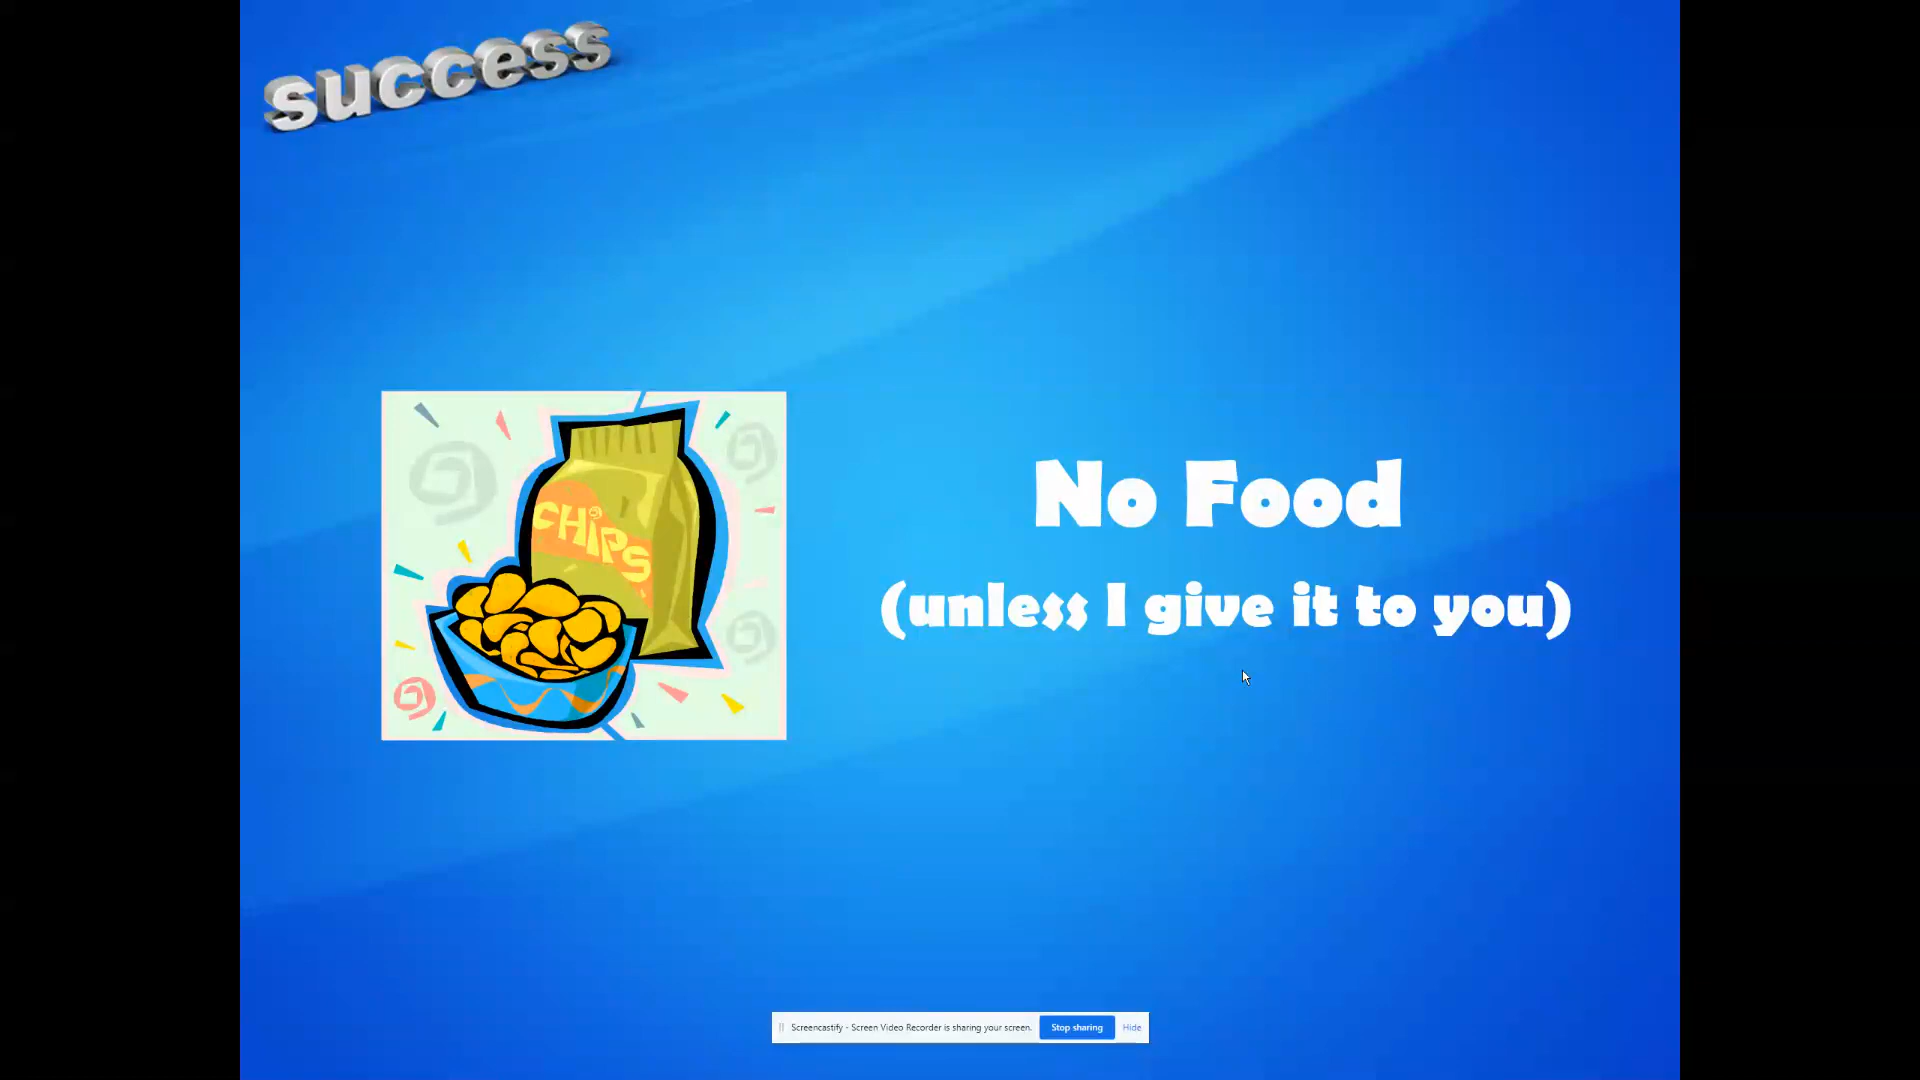 success
CHIPS
No Food
(unless I give it to you)
Screencastify - Screen Video Recorder is sharing your screen.
Stop sharing
Hide